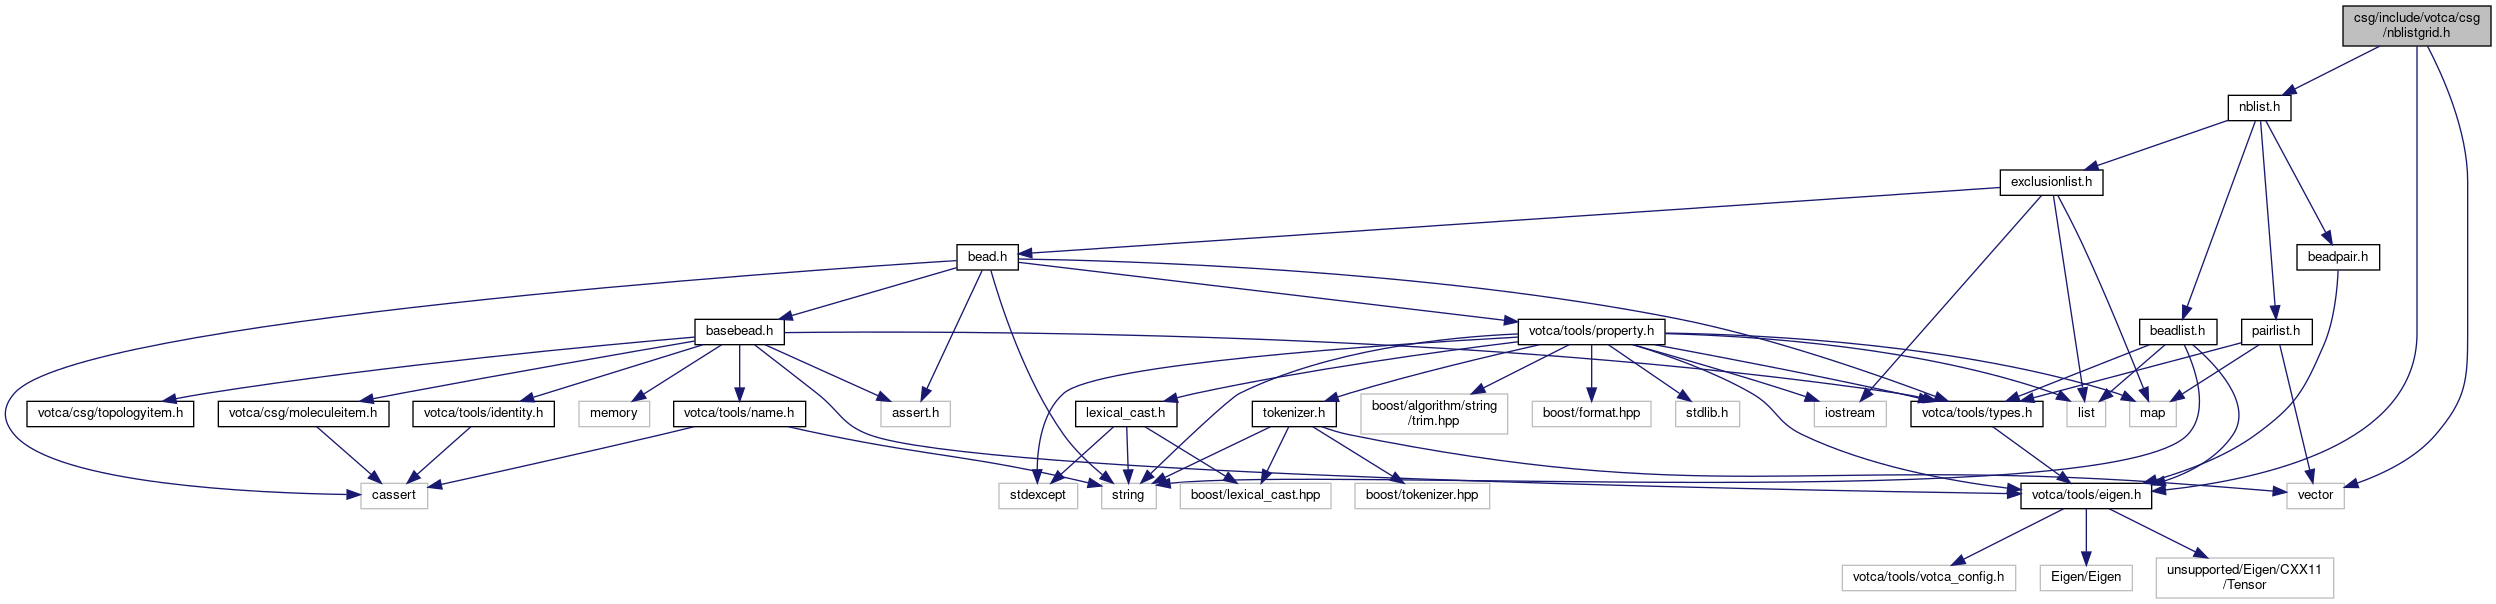 csg/include/votca/csg
/nblistgrid.h
nblist.h
exclusionlist.h
bead.h
beadpair.h
basebead.h
votca/tools/property.h
beadlist.h
pairlist.h
votca/csg/topologyitem.h
votca/csg/moleculeitem.h
votca/tools/identity.h
memory
votca/tools/name.h
assert.h
lexical_cast.h
tokenizer.h
boost/algorithm/string
/trim.hpp
boost/format.hpp
stdlib.h
iostream
votca/tools/types.h
list
map
cassert
stdexcept
string
boost/lexical_cast.hpp
boost/tokenizer.hpp
votca/tools/eigen.h
vector
votca/tools/votca_config.h
Eigen/Eigen
unsupported/Eigen/CXX11
/Tensor